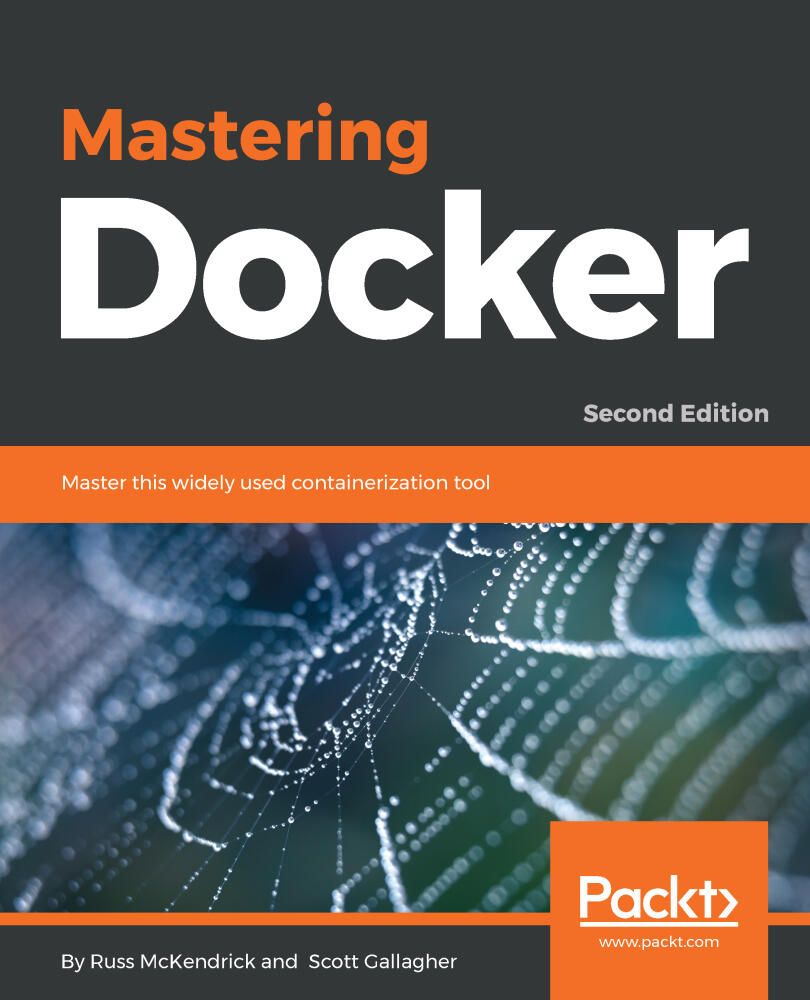 Mastering
Docker
Second Edition
Master this widely used containerization tool
Packt>
www.packt.com
By Russ McKendrick and  Scott Gallagher